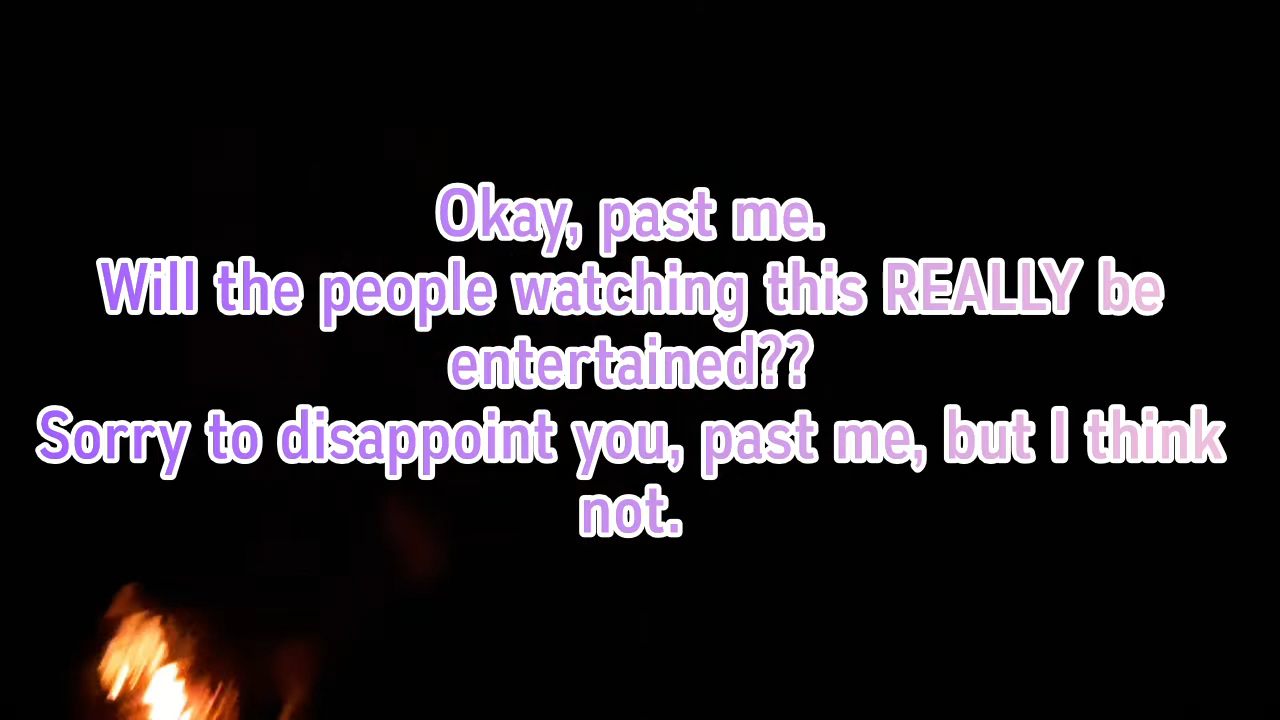 Okay, past me.
Will the people watching this REALLY be
entertained??
Sorry to disappoint you, past me, but I think
not.